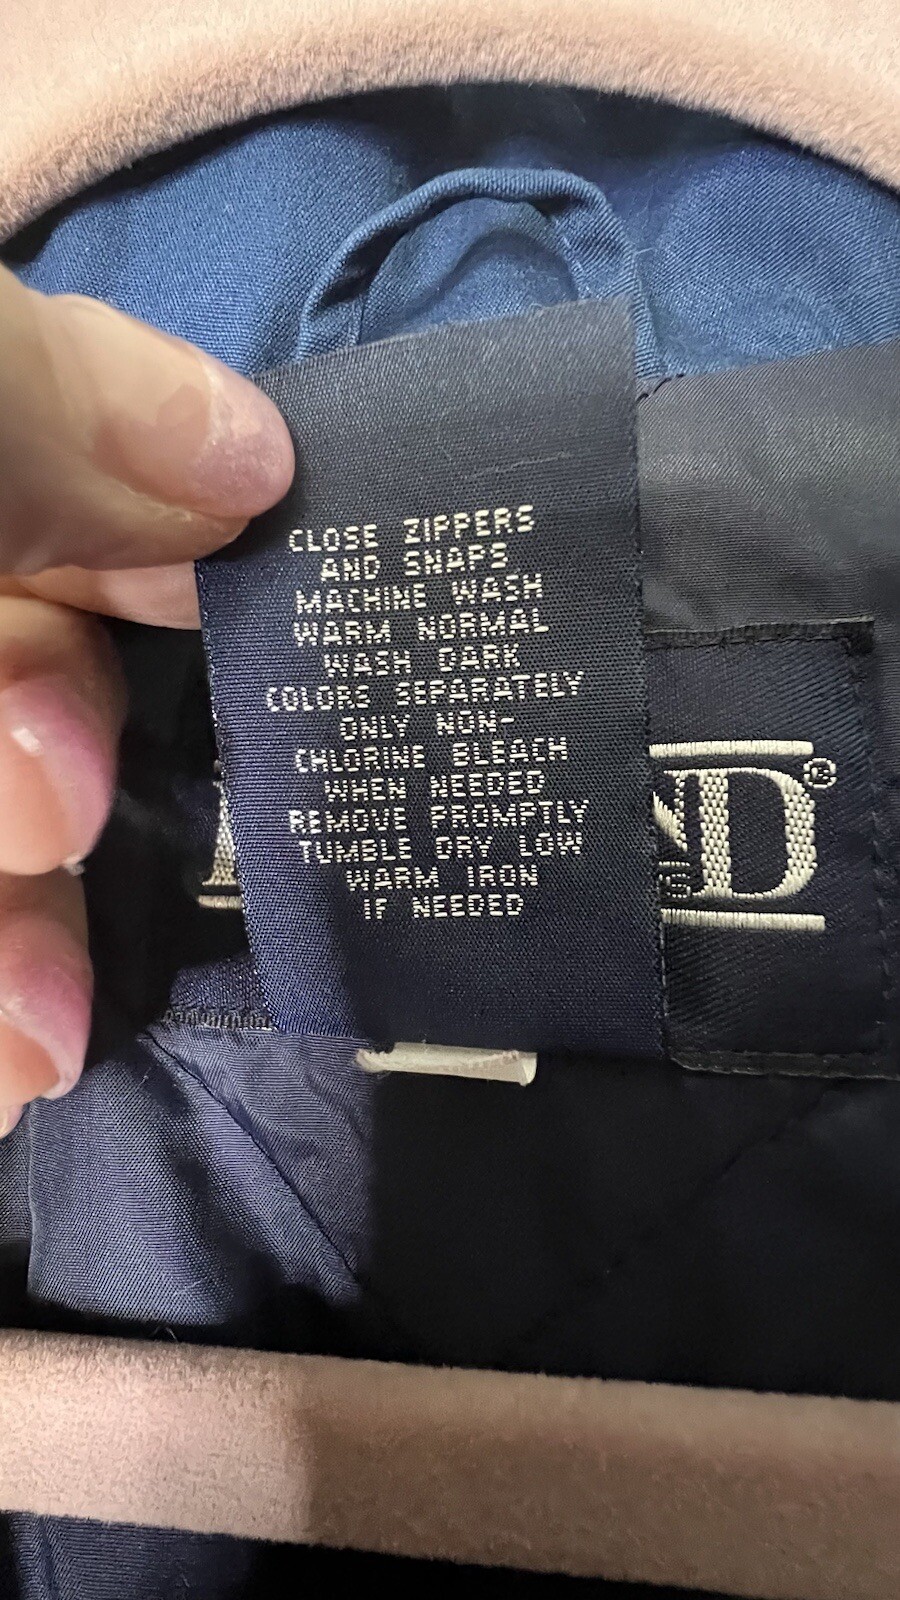 CLOSE ZIPPERS
AND SNAPS
MACHINE WASH
WARM NORMAL
WASH DARK
COLORS SEPARATELY
ONLY NON-
CHLORINE BLEACH
WHEN NEEDED
REMOVE PROMPTLY
TUMBLE DRY LOW
WARM IRON
IF NEEDED
ND®